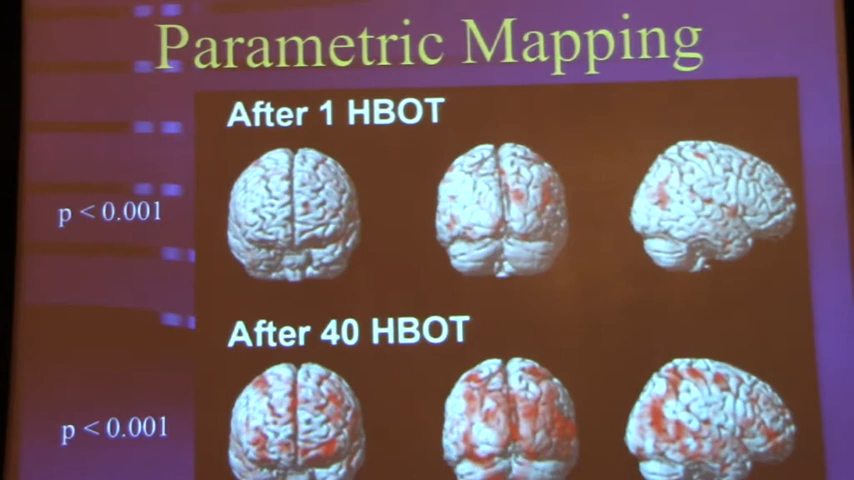 Parametric Mapping
After 1 HBOT
p < 0.001
After 40 HBOT
p < 0.001